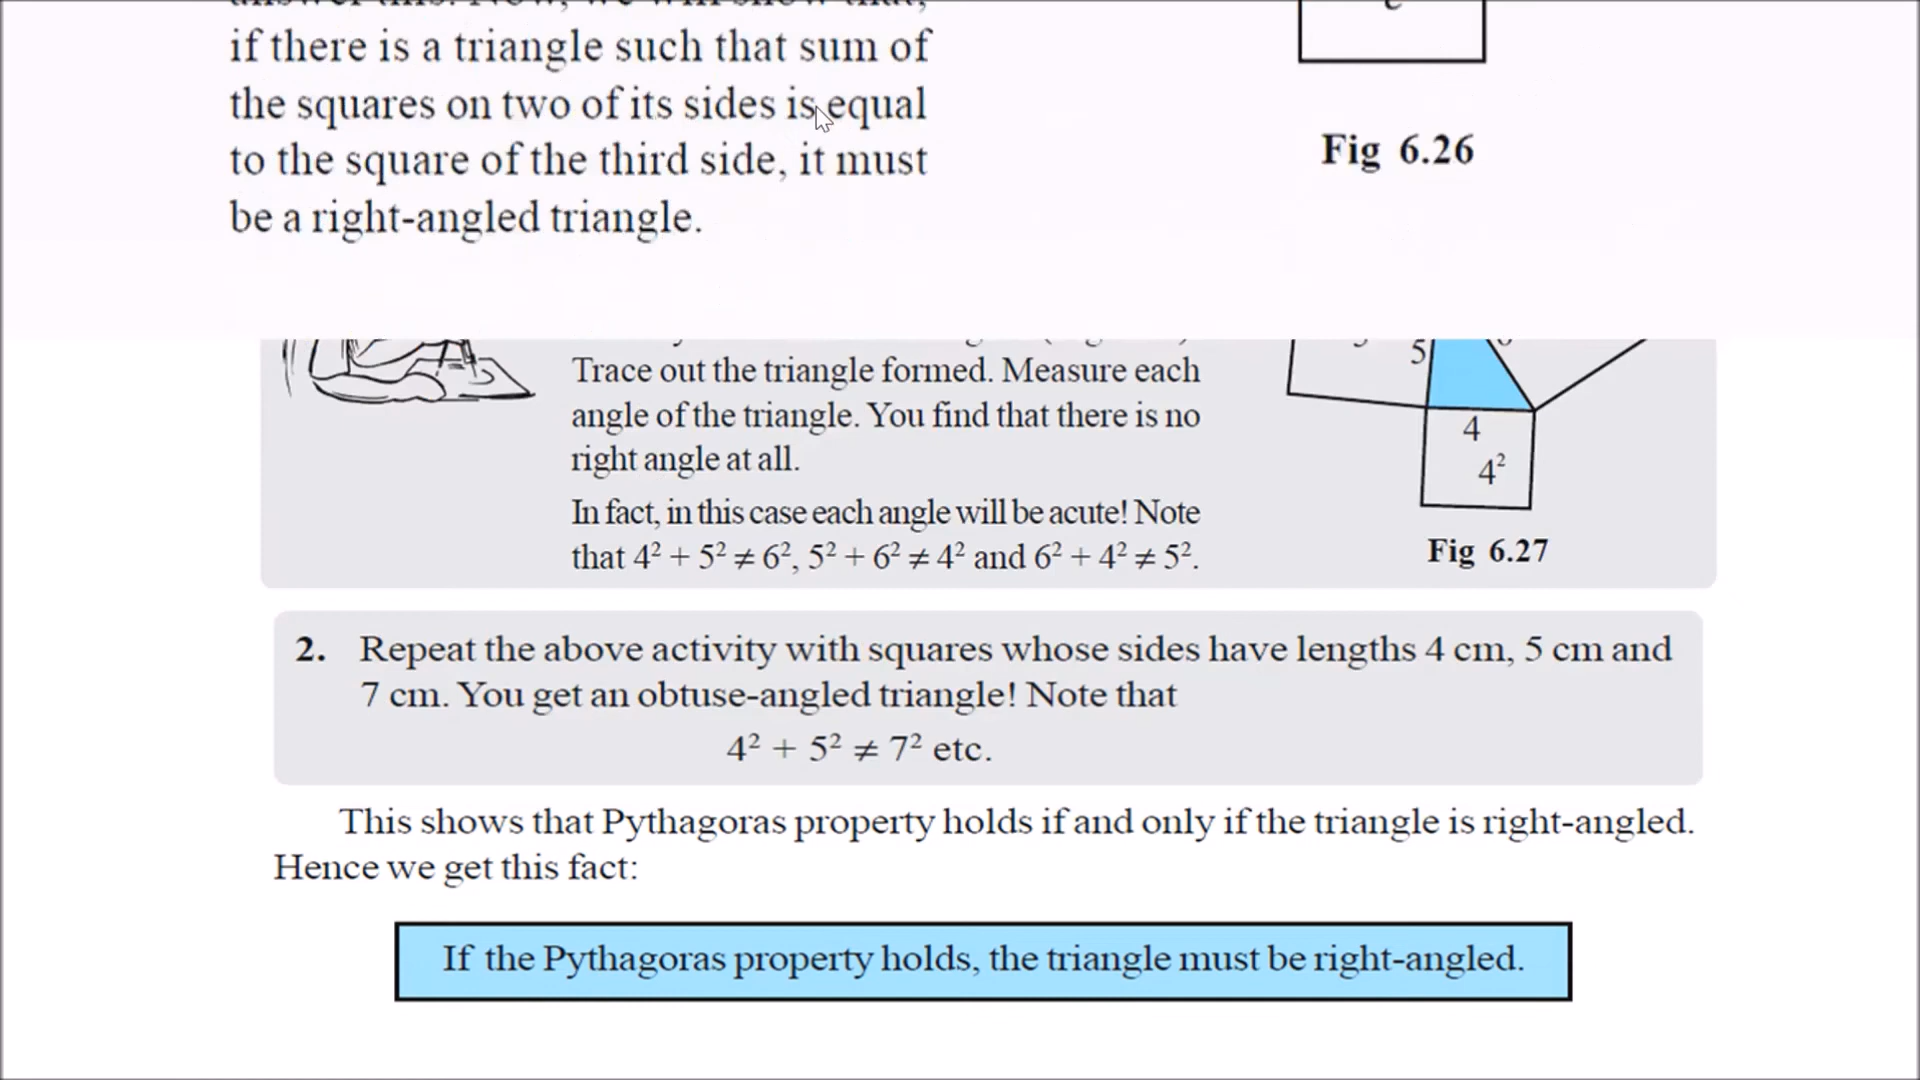 if there is a triangle such that sum of
the squares on two of its sides is equal
to the square of the third side, it must
be a right-angled triangle.
c
Fig 6.26
Trace out the triangle formed. Measure each
angle of the triangle. You find that there is no
right angle at all.
In fact, in this case each angle will be acute! Note
that 4² + 5² ≠ 6², 5² + 6² ≠ 4² and 6² + 4² ≠ 5².
5
4
4²
Fig 6.27
2. Repeat the above activity with squares whose sides have lengths 4 cm, 5 cm and
7 cm. You get an obtuse-angled triangle! Note that
4² + 5² ≠ 7² etc.
This shows that Pythagoras property holds if and only if the triangle is right-angled.
Hence we get this fact:
If the Pythagoras property holds, the triangle must be right-angled.